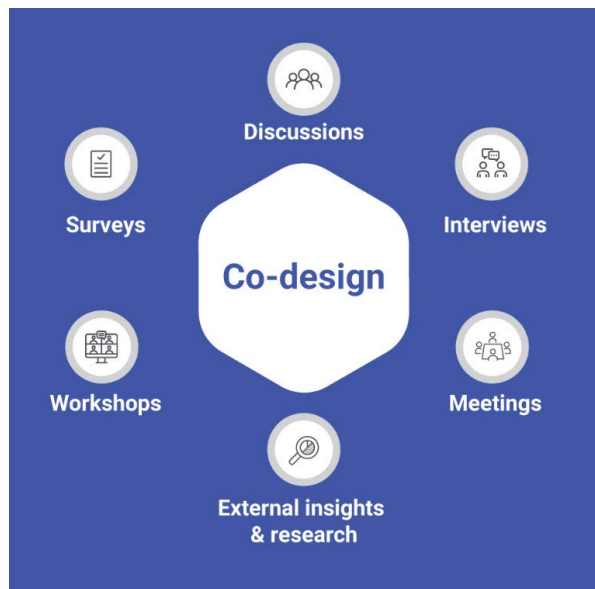 Discussions
Surveys
Interviews
Co-design
Workshops
Meetings
External insights
& research